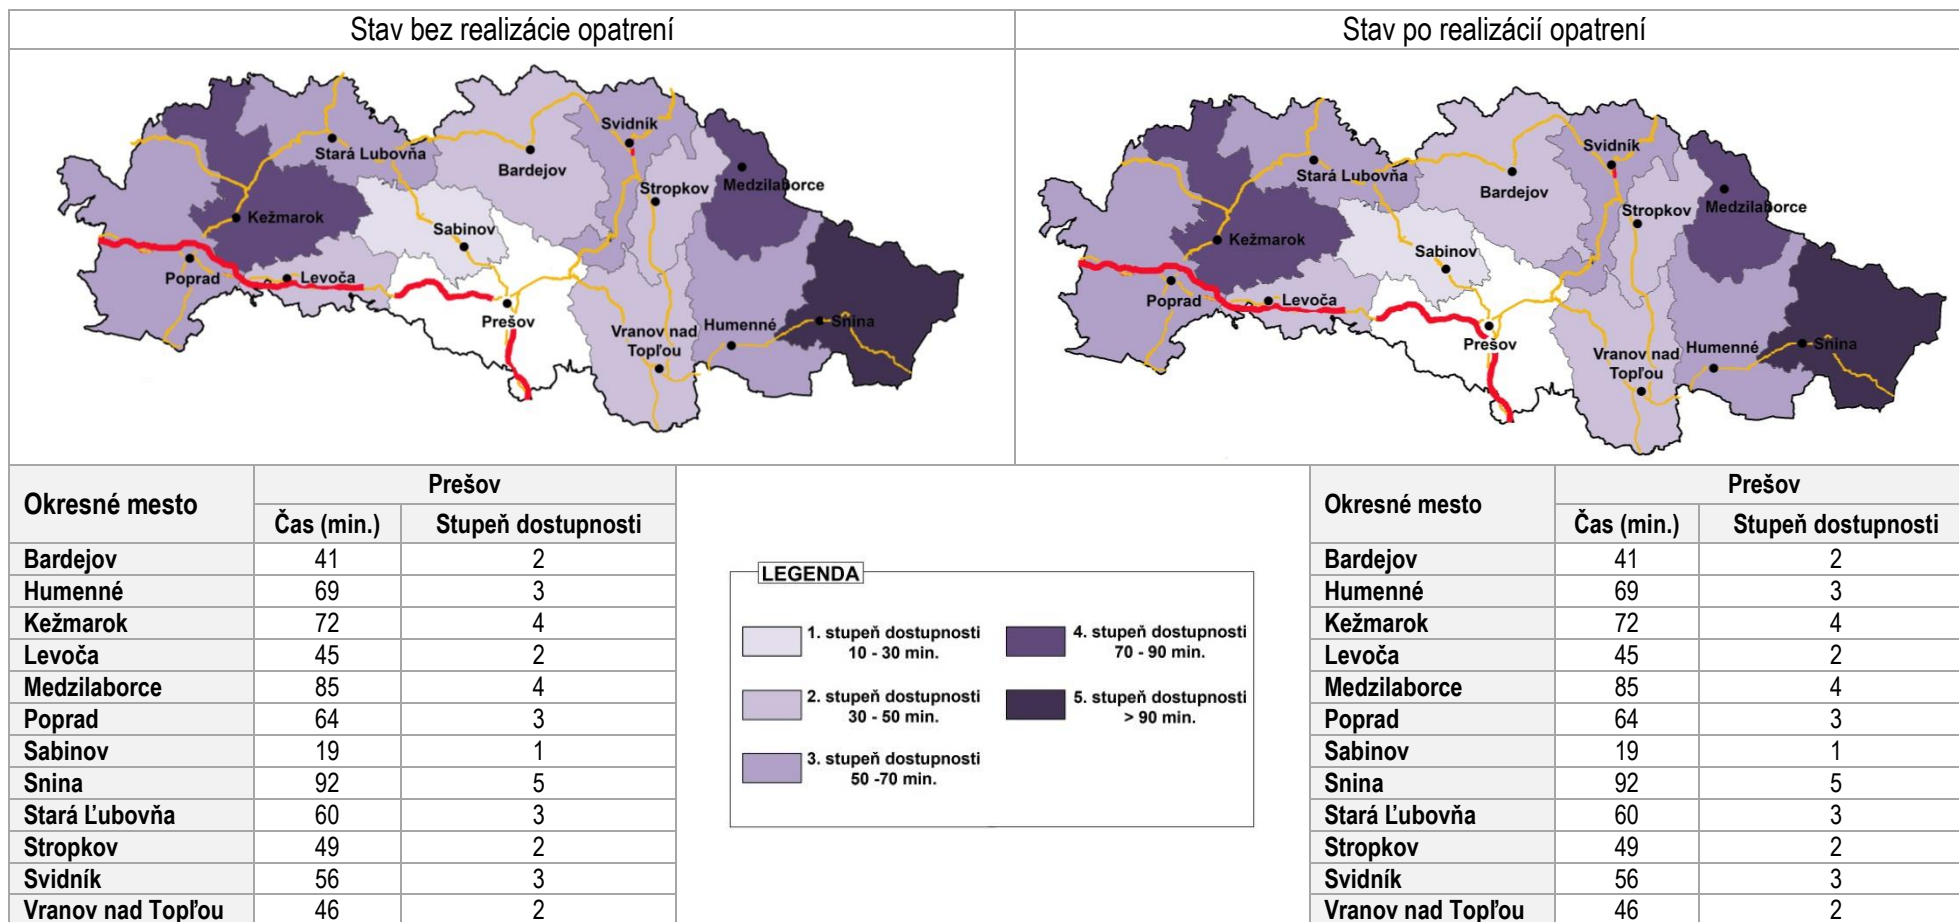 Stav bez realizácie opatrení
Stav po realizácií opatrení
Svidník
Stará Lubovňa
Bardejov
Stropkov
Medzilaborce
Kežmarok
Sabinov
Poprad
Levoča
Prešov
Vranov nad
Topľou
Humenné
Snina
Svidník
Stará Lubovňa
Bardejov
Stropkov
Medzilaborce
Kežmarok
Sabinov
Poprad
Levoča
Prešov
Vranov nad
Topľou
Humenné
Snina
Okresné mesto Prešov
Čas (min.) Stupeň dostupnosti
Bardejov 41 2
Humenné 69 3
Kežmarok 72 4
Levoča 45 2
Medzilaborce 85 4
Poprad 64 3
Sabinov 19 1
Snina 92 5
Stará Ľubovňa 60 3
Stropkov 49 2
Svidník 56 3
Vranov nad Topľou 46 2
LEGENDA
1. stupeň dostupnosti
10 - 30 min.
2. stupeň dostupnosti
30 - 50 min.
3. stupeň dostupnosti
50 -70 min.
4. stupeň dostupnosti
70 - 90 min.
5. stupeň dostupnosti
> 90 min.
Okresné mesto Prešov
Čas (min.) Stupeň dostupnosti
Bardejov 41 2
Humenné 69 3
Kežmarok 72 4
Levoča 45 2
Medzilaborce 85 4
Poprad 64 3
Sabinov 19 1
Snina 92 5
Stará Ľubovňa 60 3
Stropkov 49 2
Svidník 56 3
Vranov nad Topľou 46 2